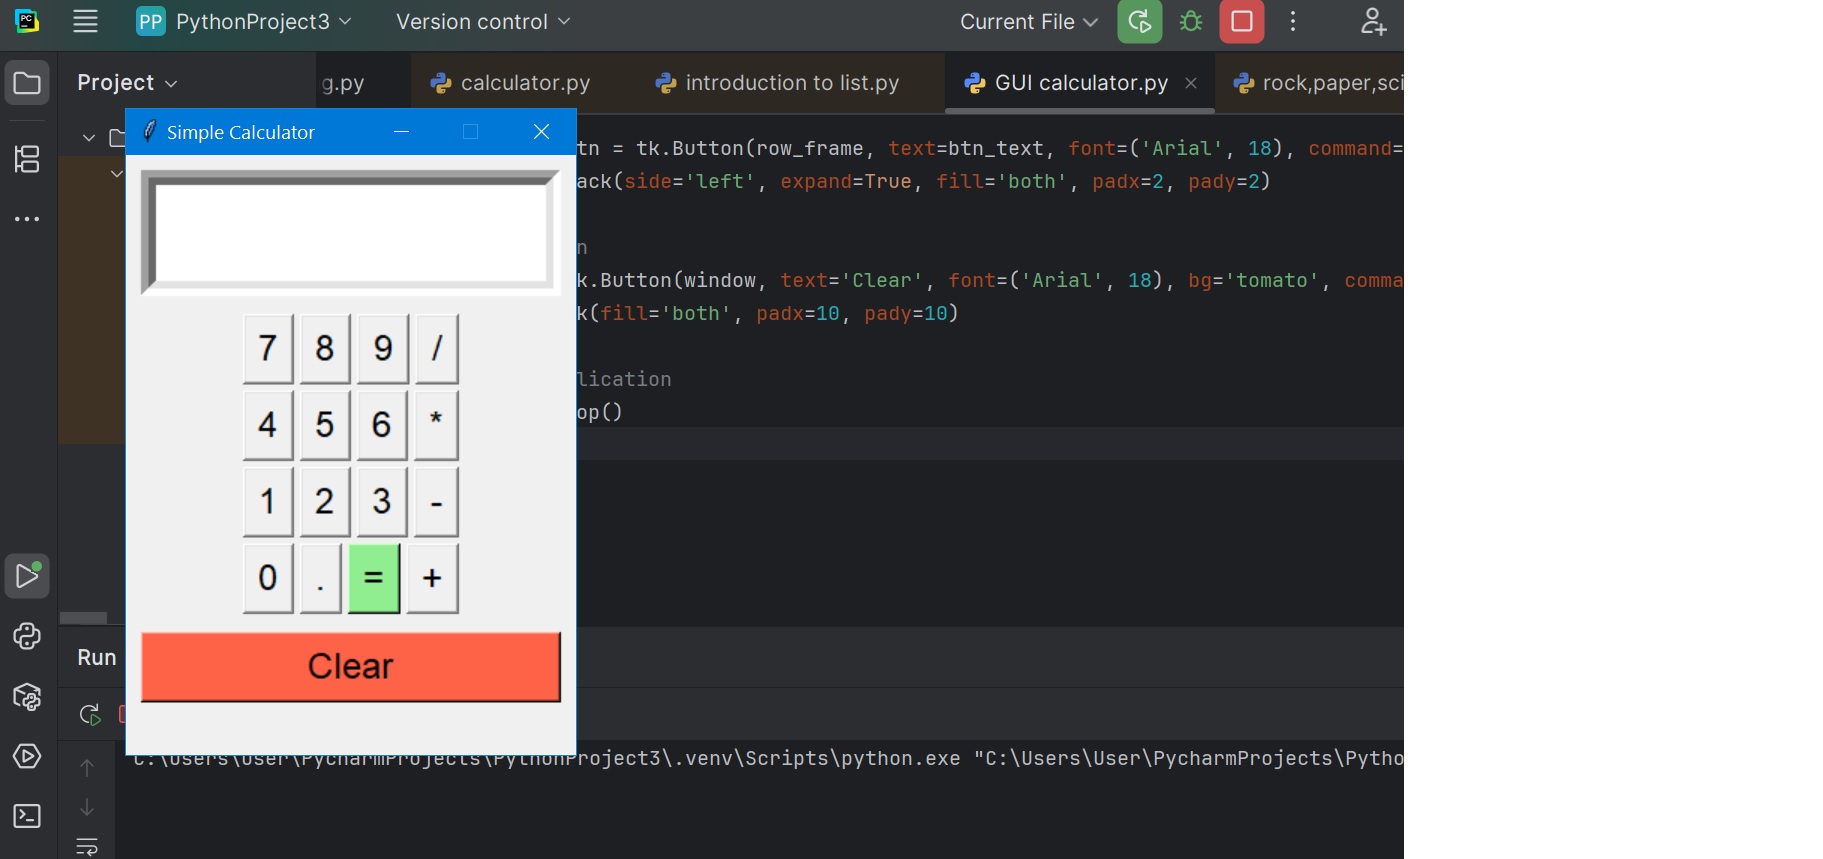 PC
PP PythonProject3 Version control Current File
Project
g.py calculator.py introduction to list.py GUI calculator.py rock,paper,sci
Simple Calculator
tn = tk.Button(row_frame, text=btn_text, font=('Arial', 18), command=
ack(side='left', expand=True, fill='both', padx=2, pady=2)
n
k.Button(window, text='Clear', font=('Arial', 18), bg='tomato', comma
k(fill='both', padx=10, pady=10)
lication
op()
7 8 9 /
4 5 6 *
1 2 3 -
0 . = +
Clear
Run
C:\Users\User\PycharmProjects\PythonProject3\.venv\Scripts\python.exe "C:\Users\User\PycharmProjects\Pytho